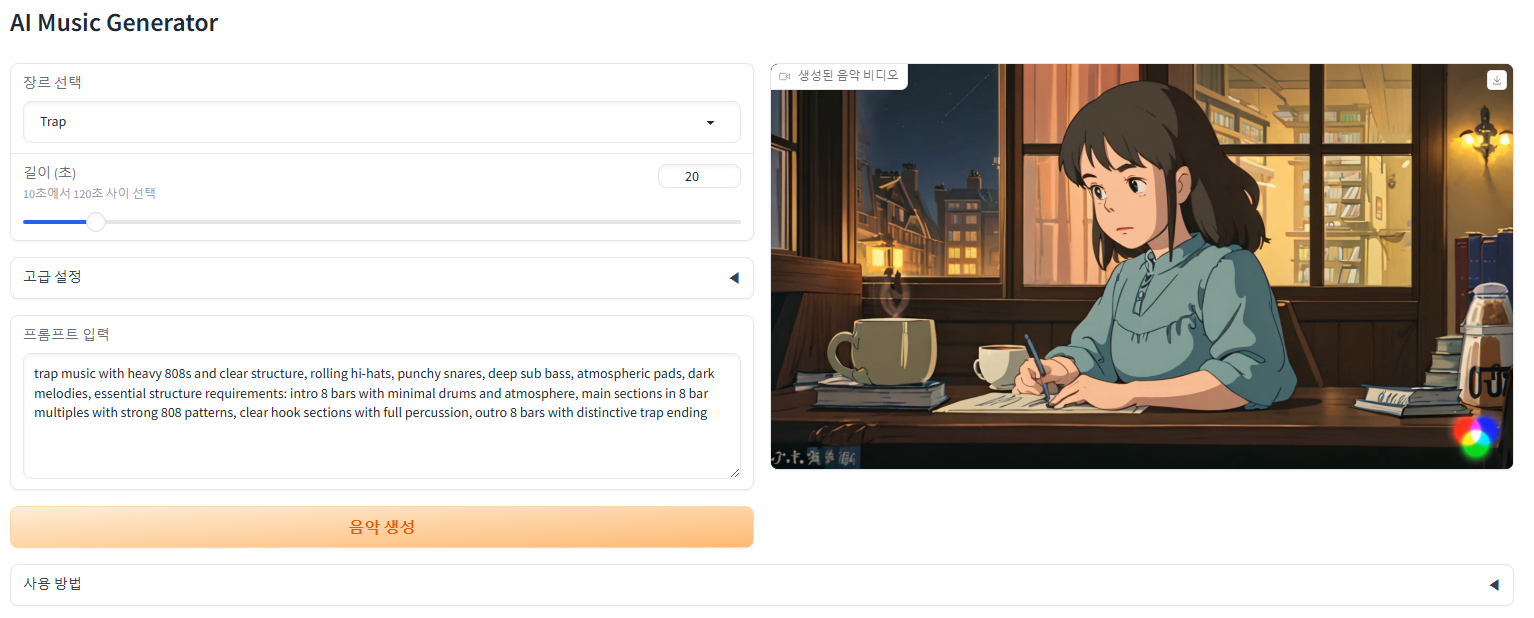 AI Music Generator
장르 선택
Trap
길이 (초)
20
10초에서 120초 사이 선택
고급 설정
프롬프트 입력
trap music with heavy 808s and clear structure, rolling hi-hats, punchy snares, deep sub bass, atmospheric pads, dark
melodies, essential structure requirements: intro 8 bars with minimal drums and atmosphere, main sections in 8 bar
multiples with strong 808 patterns, clear hook sections with full percussion, outro 8 bars with distinctive trap ending
음악 생성
생성된 음악 비디오
사용 방법